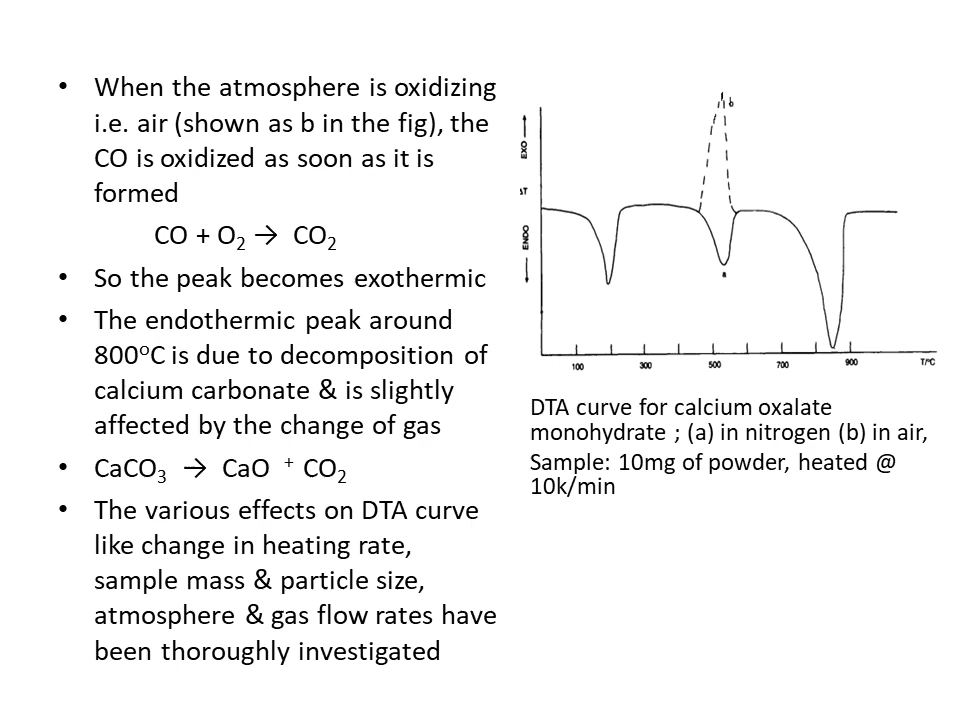 • When the atmosphere is oxidizing
i.e. air (shown as b in the fig), the
CO is oxidized as soon as it is
formed
CO + O₂ → CO₂
• So the peak becomes exothermic
• The endothermic peak around
800°C is due to decomposition of
calcium carbonate & is slightly
affected by the change of gas
• CaCO₃ → CaO ⁺ CO₂
• The various effects on DTA curve
like change in heating rate,
sample mass & particle size,
atmosphere & gas flow rates have
been thoroughly investigated
EXO →
ΔT
← ENDO
b
a
100 300 500 700 900 T/°C
DTA curve for calcium oxalate
monohydrate ; (a) in nitrogen (b) in air,
Sample: 10mg of powder, heated @
10k/min